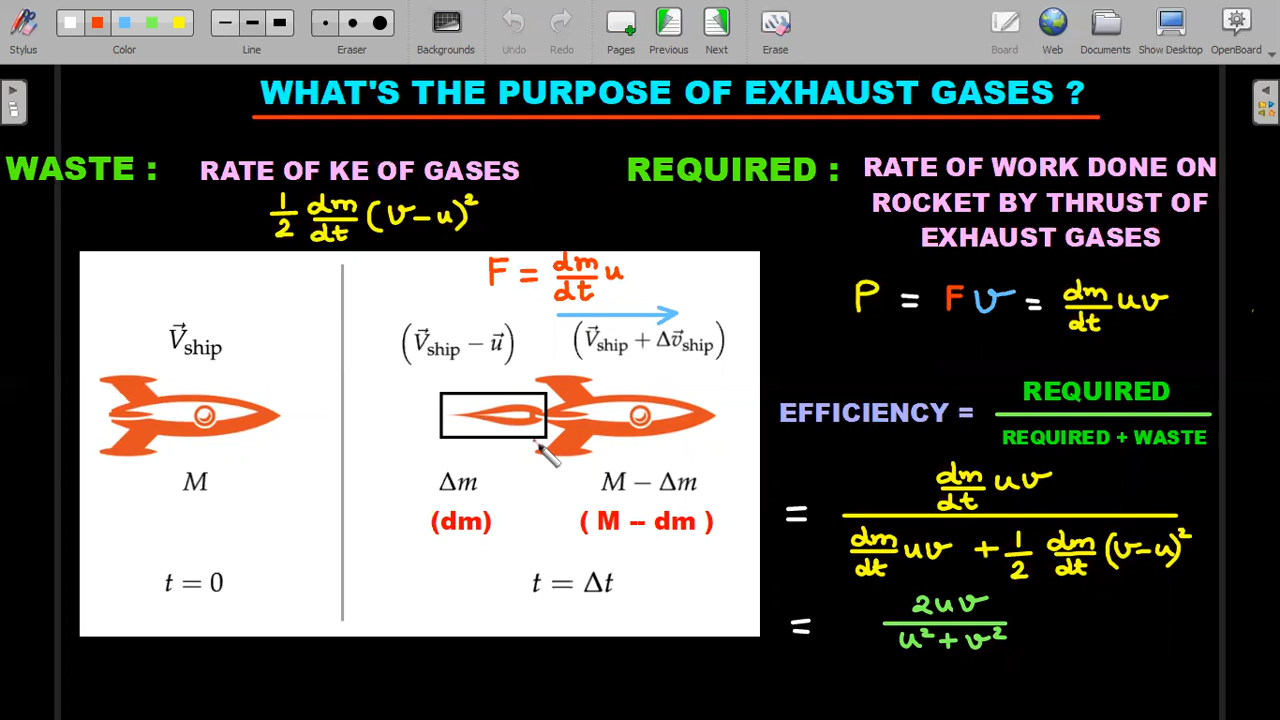 Stylus
Color
Line
Eraser
Backgrounds
Undo
Redo
Pages
Previous
Next
Erase
Board
Web
Documents
Show Desktop
OpenBoard
WHAT'S THE PURPOSE OF EXHAUST GASES ?
WASTE :
RATE OF KE OF GASES
1/2 dm/dt (v–u)²
REQUIRED :
RATE OF WORK DONE ON
ROCKET BY THRUST OF
EXHAUST GASES
F = dm/dt u
P = Fv = dm/dt uv
V⃗ship
(V⃗ship − u⃗)
(V⃗ship + Δv⃗ship)
M
Δm
M − Δm
(dm)
( M -- dm )
t = 0
t = Δt
EFFICIENCY = REQUIRED / REQUIRED + WASTE
= dm/dt uv / dm/dt uv + 1/2 dm/dt (v–u)²
= 2uv / u² + v²